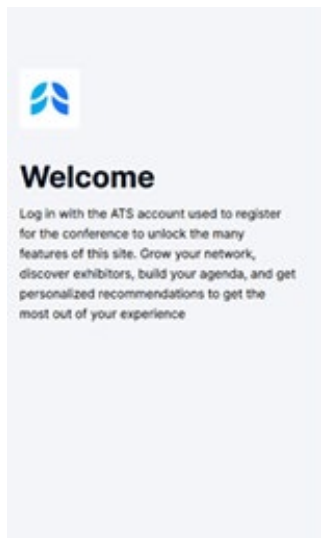 Welcome
Log in with the ATS account used to register
for the conference to unlock the many
features of this site. Grow your network,
discover exhibitors, build your agenda, and get
personalized recommendations to get the
most out of your experience